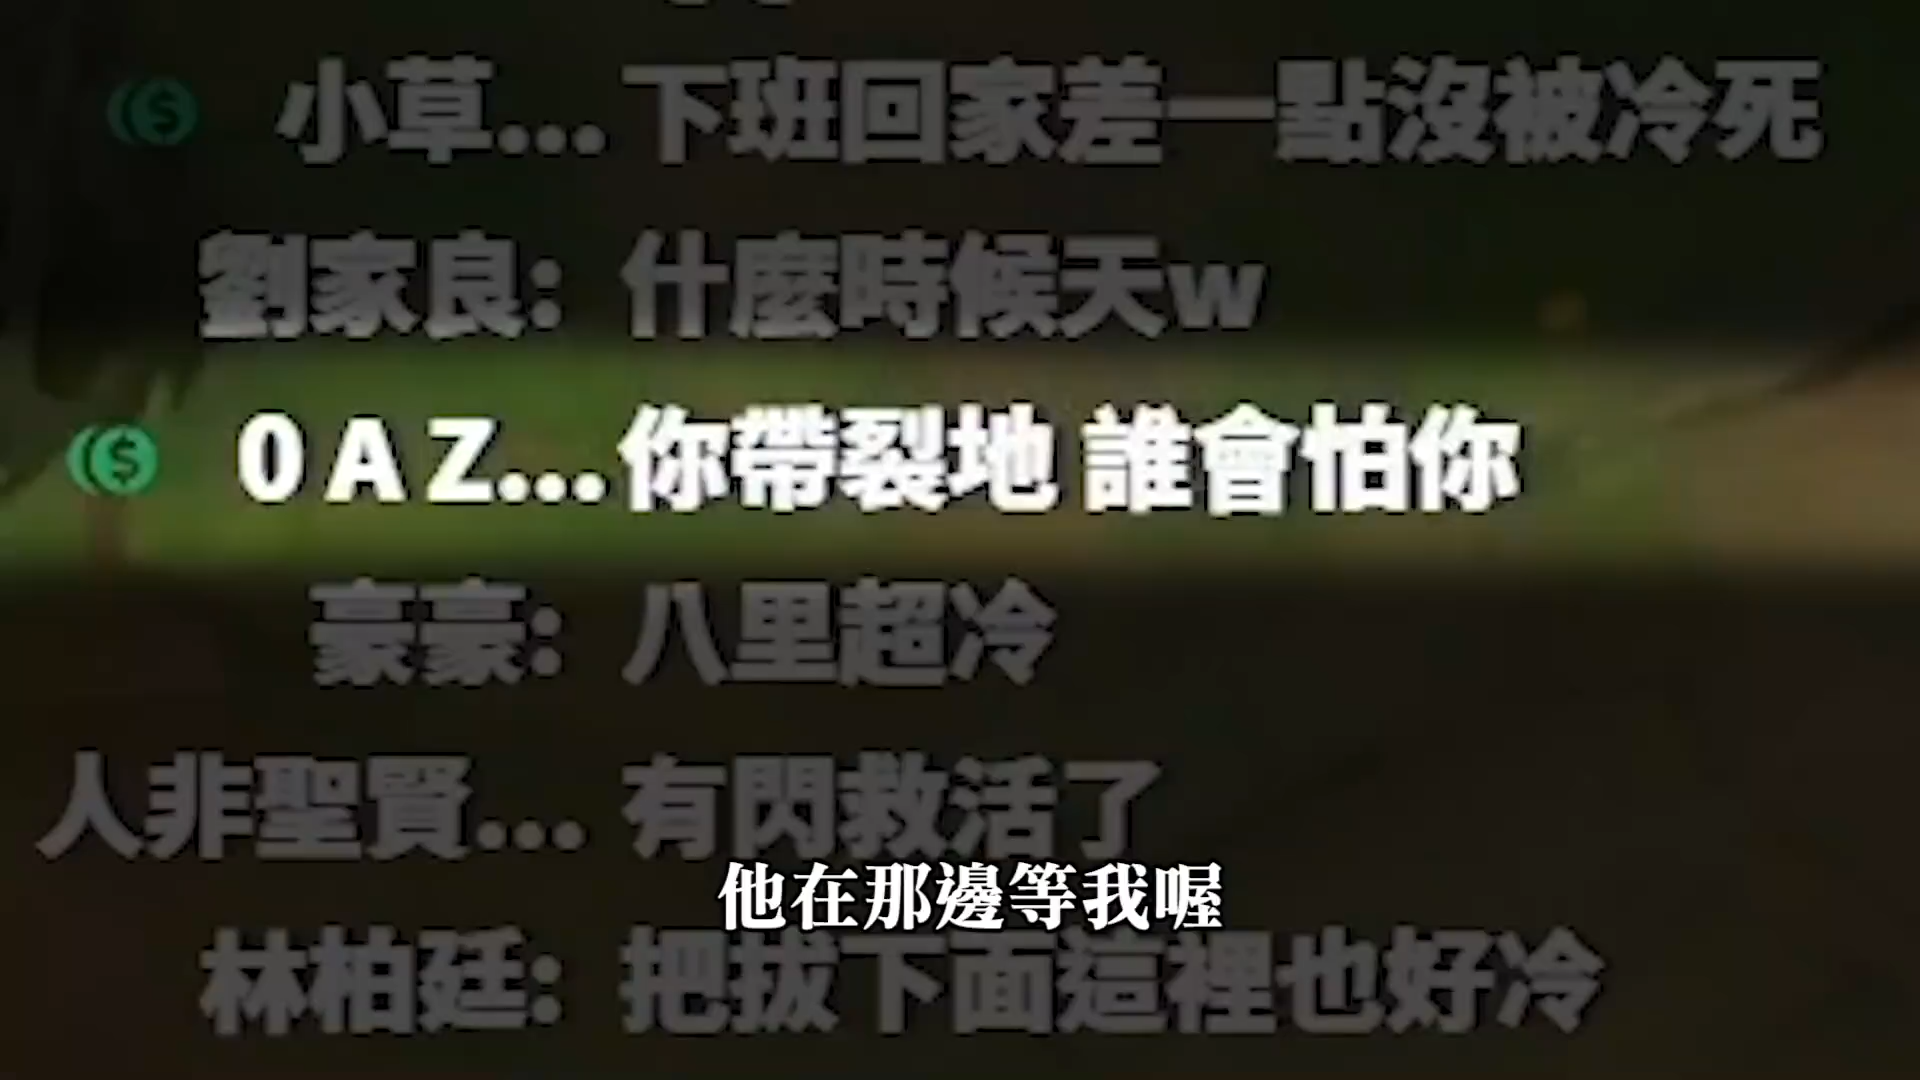 小草... 下班回家差一點沒被冷死
劉家良: 什麼時候天w
0 A Z... 你帶裂地 誰會怕你
豪豪: 八里超冷
人非聖賢... 有閃救活了
他在那邊等我喔
林柏廷: 把拔下面這裡也好冷